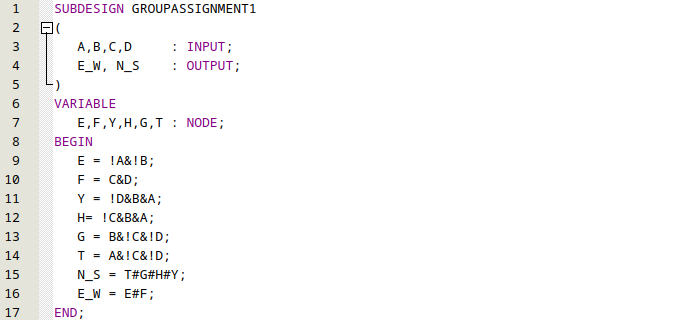 1 SUBDESIGN GROUPASSIGNMENT1
2 (
3 A,B,C,D : INPUT;
4 E_W, N_S : OUTPUT;
5 )
6 VARIABLE
7 E,F,Y,H,G,T : NODE;
8 BEGIN
9 E = !A&!B;
10 F = C&D;
11 Y = !D&B&A;
12 H= !C&B&A;
13 G = B&!C&!D;
14 T = A&!C&!D;
15 N_S = T#G#H#Y;
16 E_W = E#F;
17 END;